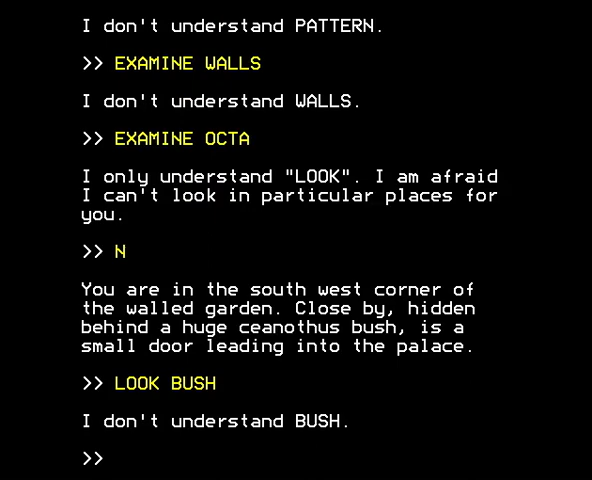 I don't understand PATTERN.
>> EXAMINE WALLS
I don't understand WALLS.
>> EXAMINE OCTA
I only understand "LOOK". I am afraid
I can't look in particular places for
you.
>> N
You are in the south west corner of
the walled garden. Close by, hidden
behind a huge ceanothus bush, is a
small door leading into the palace.
>> LOOK BUSH
I don't understand BUSH.
>>